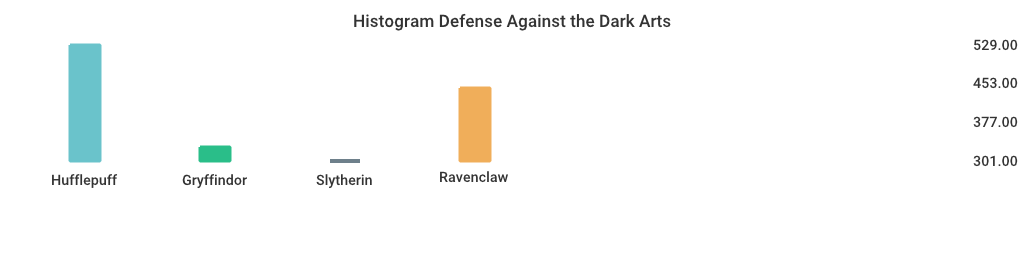 Histogram Defense Against the Dark Arts
529.00
453.00
377.00
301.00
Hufflepuff
Gryffindor
Slytherin
Ravenclaw